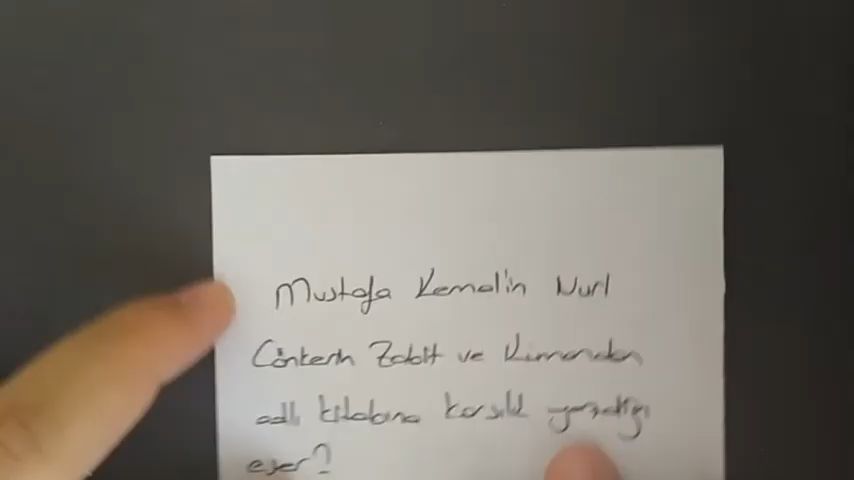 Mustafa Kemal'in Nuri
Conkerin Zabit ve Kumandan
adlı kitabına karşılık yazdığı
eser?